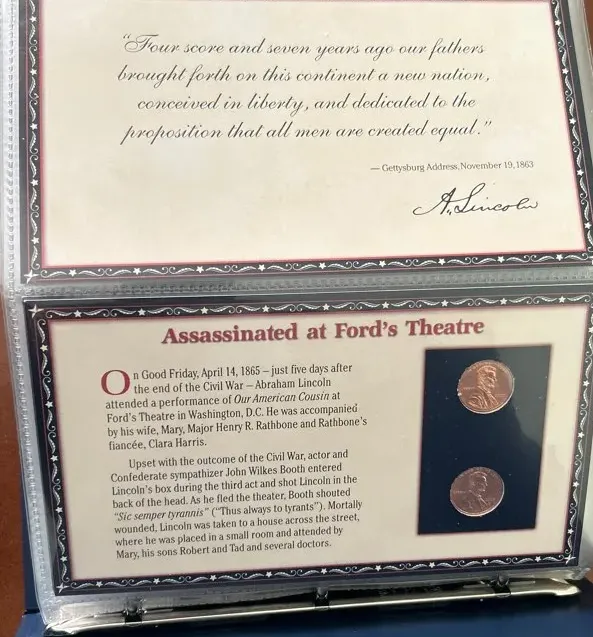 “Four score and seven years ago our fathers
brought forth on this continent a new nation,
conceived in liberty, and dedicated to the
proposition that all men are created equal.”
— Gettysburg Address, November 19, 1863
A. Lincoln
Assassinated at Ford's Theatre
On Good Friday, April 14, 1865 – just five days after
the end of the Civil War – Abraham Lincoln
attended a performance of Our American Cousin at
Ford's Theatre in Washington, D.C. He was accompanied
by his wife, Mary, Major Henry R. Rathbone and Rathbone's
fiancée, Clara Harris.
Upset with the outcome of the Civil War, actor and
Confederate sympathizer John Wilkes Booth entered
Lincoln's box during the third act and shot Lincoln in the
back of the head. As he fled the theater, Booth shouted
“Sic semper tyrannis” (“Thus always to tyrants”). Mortally
wounded, Lincoln was taken to a house across the street,
where he was placed in a small room and attended by
Mary, his sons Robert and Tad and several doctors.